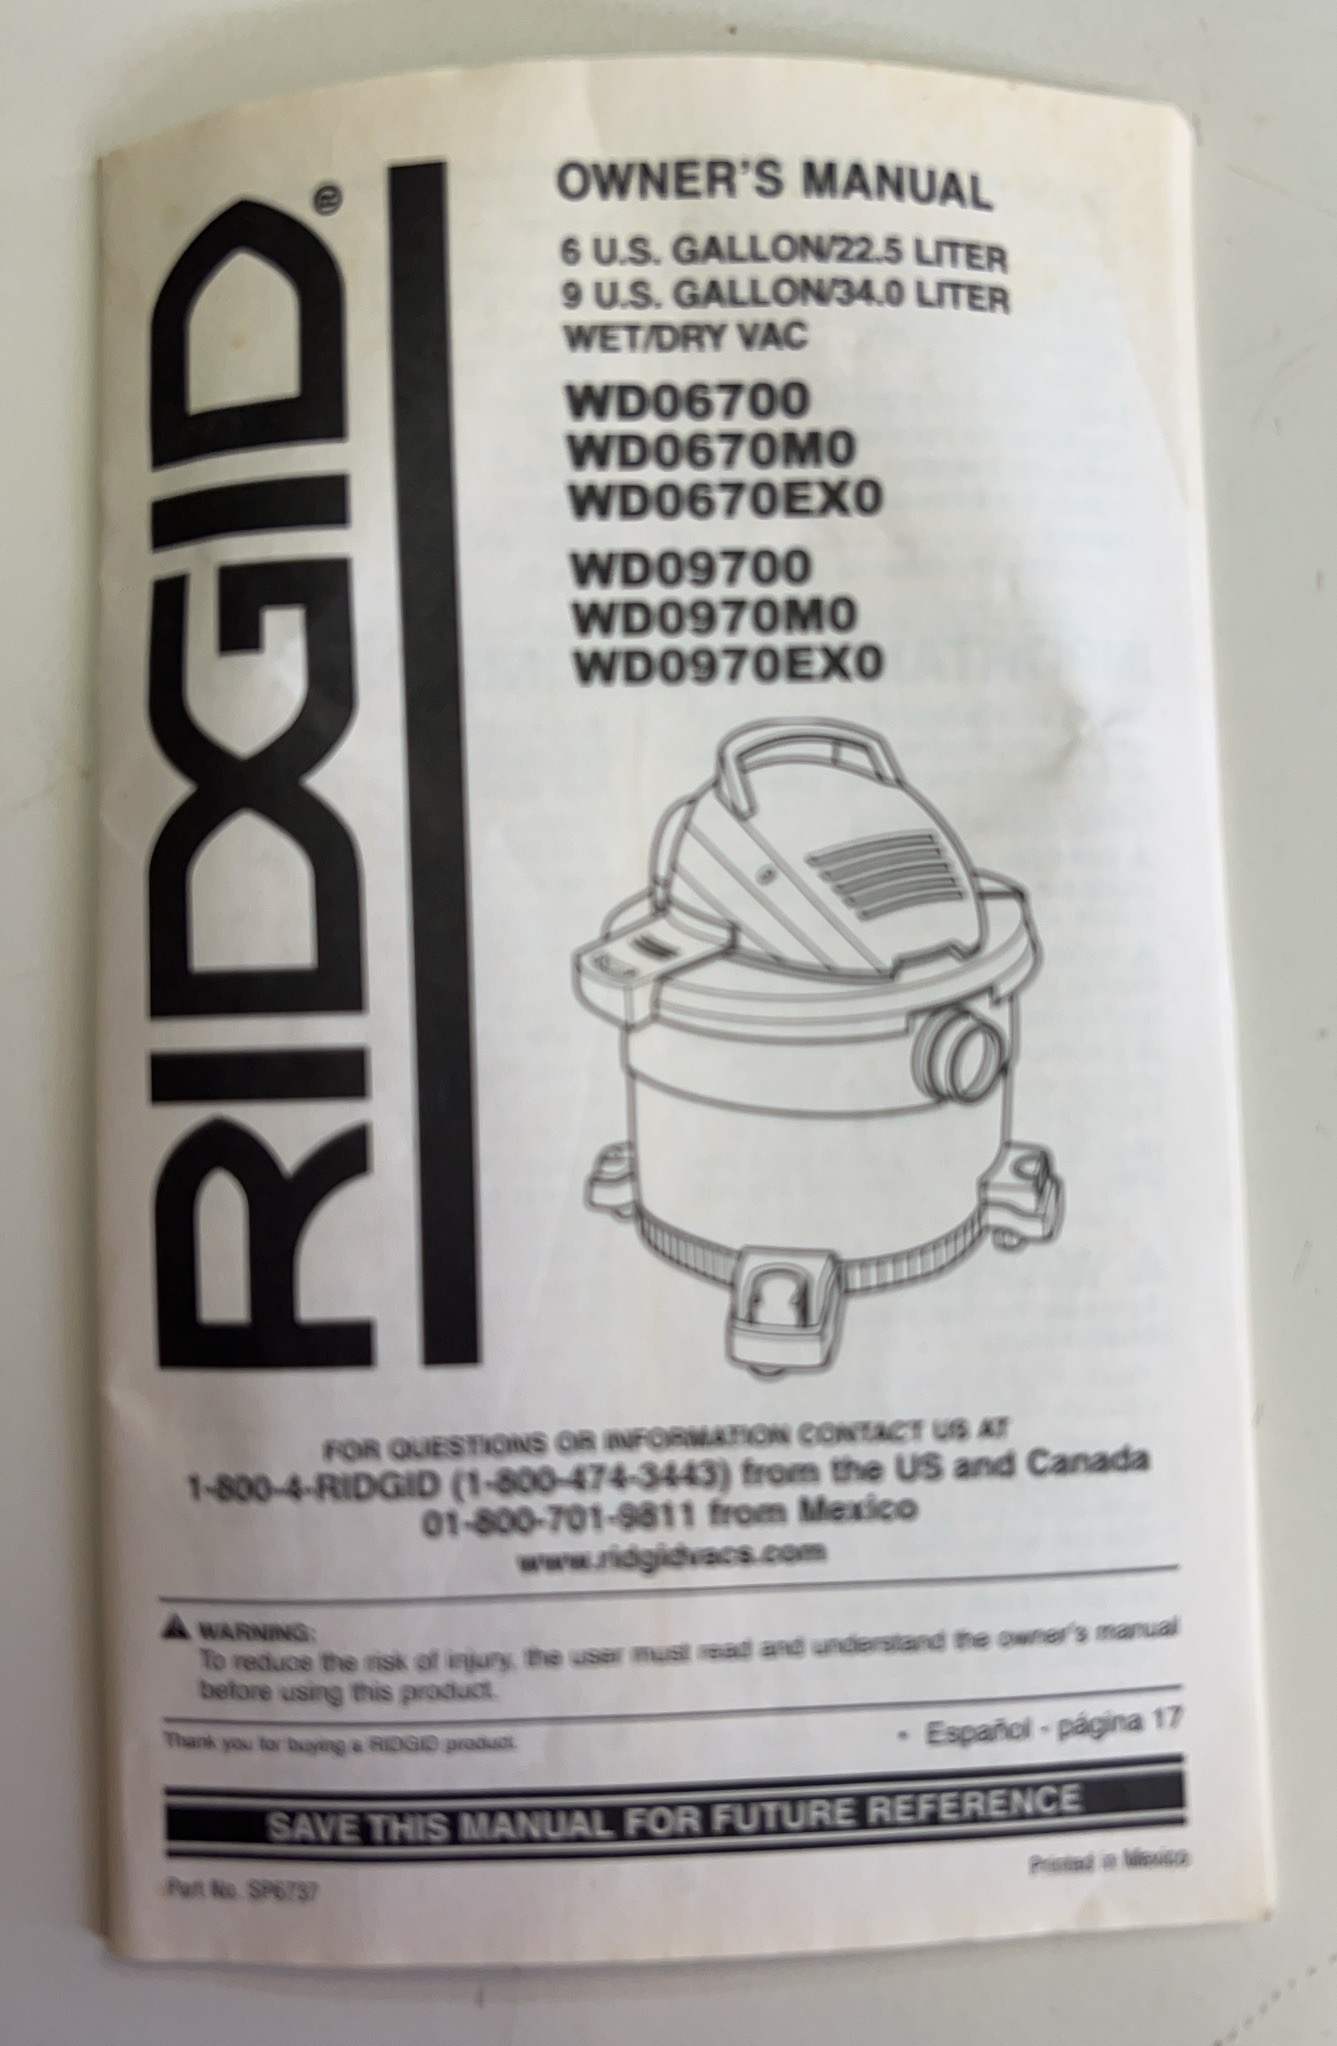 RIDGID®
OWNER'S MANUAL
6 U.S. GALLON/22.5 LITER
9 U.S. GALLON/34.0 LITER
WET/DRY VAC
WD06700
WD0670M0
WD0670EX0
WD09700
WD0970M0
WD0970EX0
FOR QUESTIONS OR INFORMATION CONTACT US AT
1-800-4-RIDGID (1-800-474-3443) from the US and Canada
01-800-701-9811 from Mexico
www.ridgidvacs.com
WARNING:
To reduce the risk of injury, the user must read and understand the owner's manual
before using this product.
Thank you for buying a RIDGID product.
• Español - página 17
SAVE THIS MANUAL FOR FUTURE REFERENCE
Printed in Mexico
Part No. SP6737